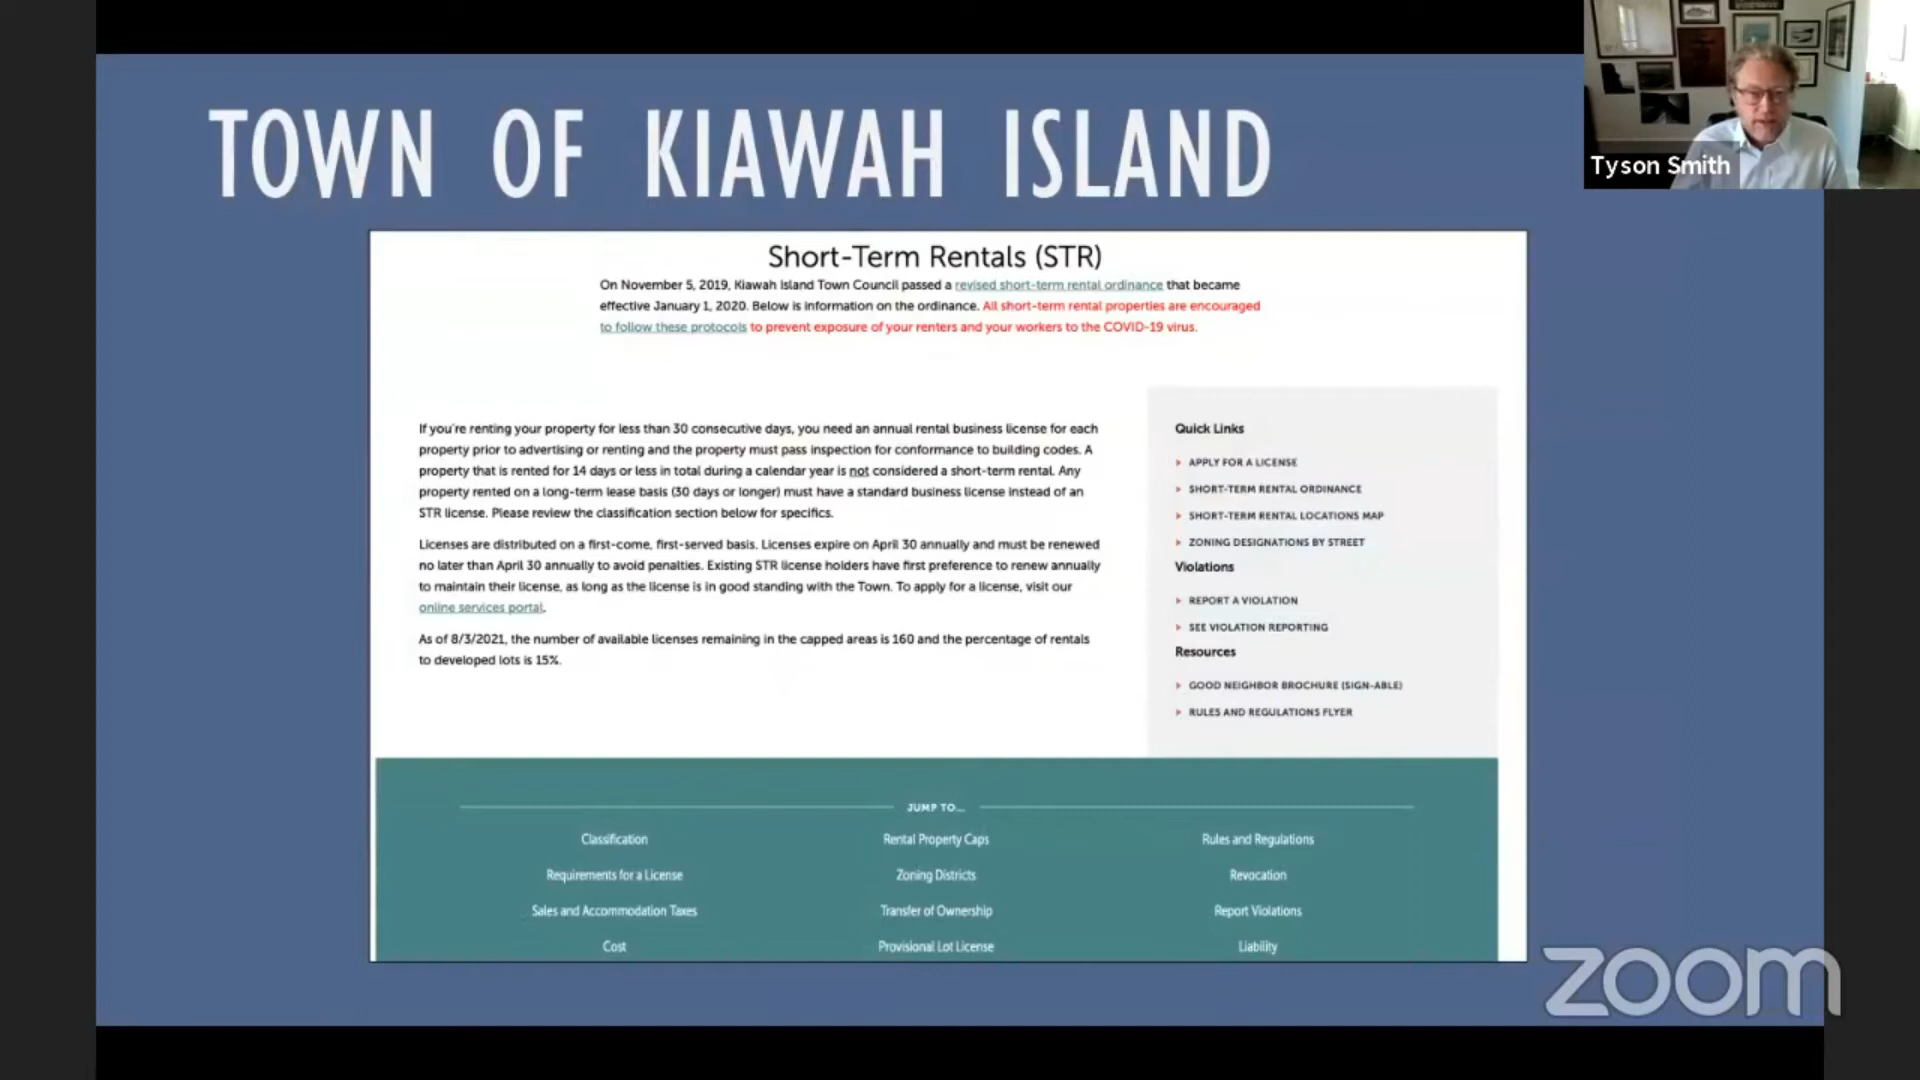 TOWN OF KIAWAH ISLAND
Tyson Smith
Short-Term Rentals (STR)
On November 5, 2019, Kiawah Island Town Council passed a revised short-term rental ordinance that became
effective January 1, 2020. Below is information on the ordinance. All short-term rental properties are encouraged
to follow these protocols to prevent exposure of your renters and your workers to the COVID-19 virus.
If you're renting your property for less than 30 consecutive days, you need an annual rental business license for each
property prior to advertising or renting and the property must pass inspection for conformance to building codes. A
property that is rented for 14 days or less in total during a calendar year is not considered a short-term rental. Any
property rented on a long-term lease basis (30 days or longer) must have a standard business license instead of an
STR license. Please review the classification section below for specifics.
Licenses are distributed on a first-come, first-served basis. Licenses expire on April 30 annually and must be renewed
no later than April 30 annually to avoid penalties. Existing STR license holders have first preference to renew annually
to maintain their license, as long as the license is in good standing with the Town. To apply for a license, visit our
online services portal.
As of 8/3/2021, the number of available licenses remaining in the capped areas is 160 and the percentage of rentals
to developed lots is 15%.
Quick Links
APPLY FOR A LICENSE
SHORT-TERM RENTAL ORDINANCE
SHORT-TERM RENTAL LOCATIONS MAP
ZONING DESIGNATIONS BY STREET
Violations
REPORT A VIOLATION
SEE VIOLATION REPORTING
Resources
GOOD NEIGHBOR BROCHURE (SIGN-ABLE)
RULES AND REGULATIONS FLYER
JUMP TO...
Classification
Rental Property Caps
Rules and Regulations
Requirements for a License
Zoning Districts
Revocation
Sales and Accommodation Taxes
Transfer of Ownership
Report Violations
Cost
Provisional Lot License
Liability
zoom